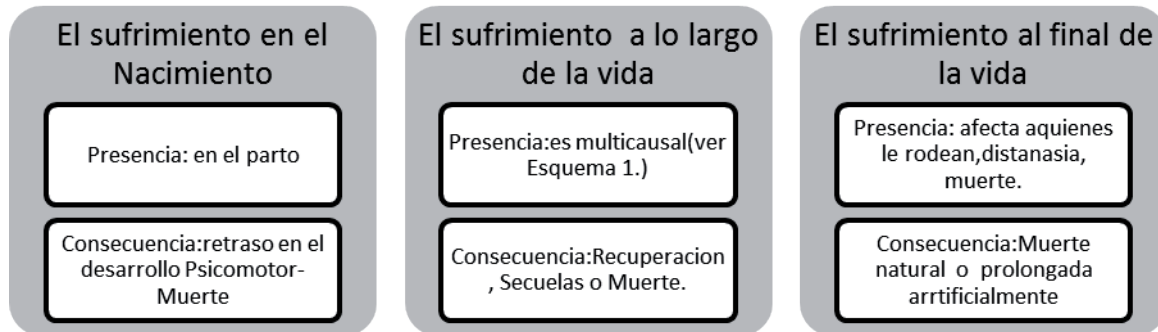 El sufrimiento en el
Nacimiento
Presencia: en el parto
Consecuencia:retraso en el
desarrollo Psicomotor-
Muerte
El sufrimiento a lo largo
de la vida
Presencia:es multicausal(ver
Esquema 1.)
Consecuencia:Recuperacion
, Secuelas o Muerte.
El sufrimiento al final de
la vida
Presencia: afecta aquienes
le rodean,distanasia,
muerte.
Consecuencia:Muerte
natural o prolongada
arrtificialmente